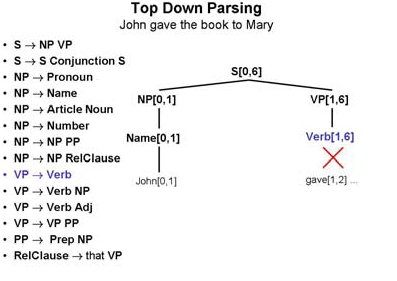 Top Down Parsing
John gave the book to Mary
• S → NP VP
• S → S Conjunction S
• NP → Pronoun
• NP → Name
• NP → Article Noun
• NP → Number
• NP → NP PP
• NP → NP RelClause
• VP → Verb
• VP → Verb NP
• VP → Verb Adj
• VP → VP PP
• PP → Prep NP
• RelClause → that VP
S[0,6]
NP[0,1] VP[1,6]
Name[0,1] Verb[1,6]
John[0,1] gave[1,2] ...